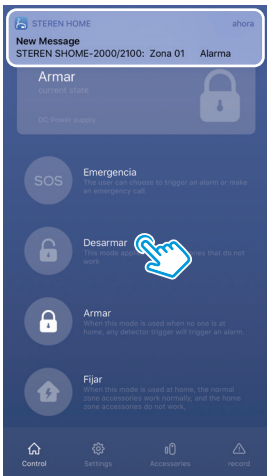 STEREN HOME
ahora
New Message
STEREN SHOME-2000/2100: Zona 01 Alarma
Armar
current state
DC Power supply
SOS
Emergencia
The user can choose to trigger an alarm or make
an emergency call.
Desarmar
This mode ries that do not
work
Armar
When this mode is used when no one is at
home, any detector trigger will trigger an alarm.
Fijar
When this mode is used at home, the normal
zone accessories work normally, and the home
zone accessories do not work.
Control Settings Accessories record